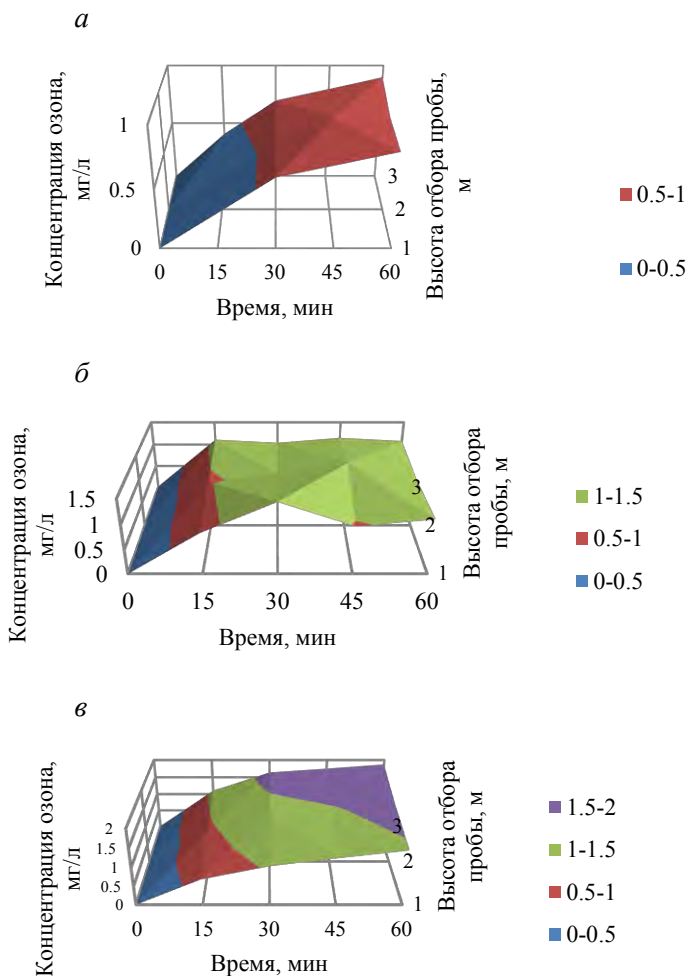 а
Концентрация озона,
мг/л
1
0.5
0
0 15 30 45 60
Время, мин
3
2
1
Высота отбора пробы,
м
0.5-1
0-0.5
б
Концентрация озона,
мг/л
1.5
1
0.5
0
0 15 30 45 60
Время, мин
3
2
1
Высота отбора
пробы, м
1-1.5
0.5-1
0-0.5
в
Концентрация озона,
мг/л
2
1.5
1
0.5
0
0 15 30 45 60
Время, мин
3
2
1
Высота отбора
пробы, м
1.5-2
1-1.5
0.5-1
0-0.5